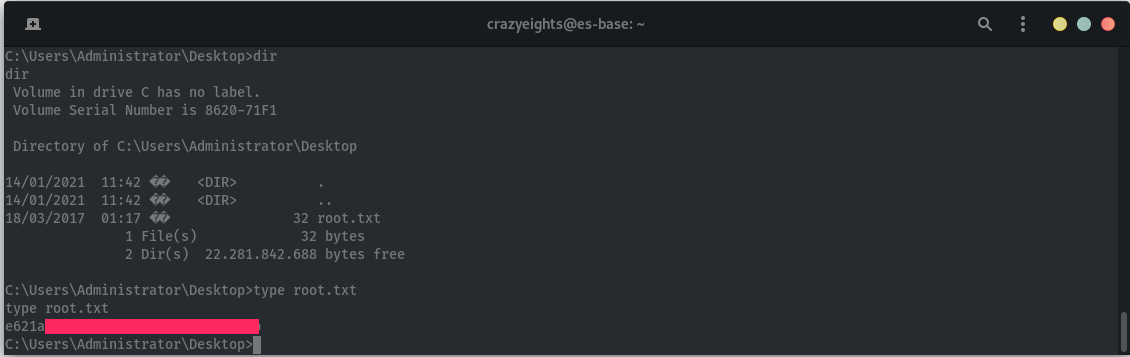 crazyeights@es-base: ~
C:\Users\Administrator\Desktop>dir
dir
 Volume in drive C has no label.
 Volume Serial Number is 8620-71F1

 Directory of C:\Users\Administrator\Desktop

14/01/2021  11:42 ��   <DIR>          .
14/01/2021  11:42 ��   <DIR>          ..
18/03/2017  01:17 ��               32 root.txt
               1 File(s)             32 bytes
               2 Dir(s)  22.281.842.688 bytes free

C:\Users\Administrator\Desktop>type root.txt
type root.txt
e621a
C:\Users\Administrator\Desktop>